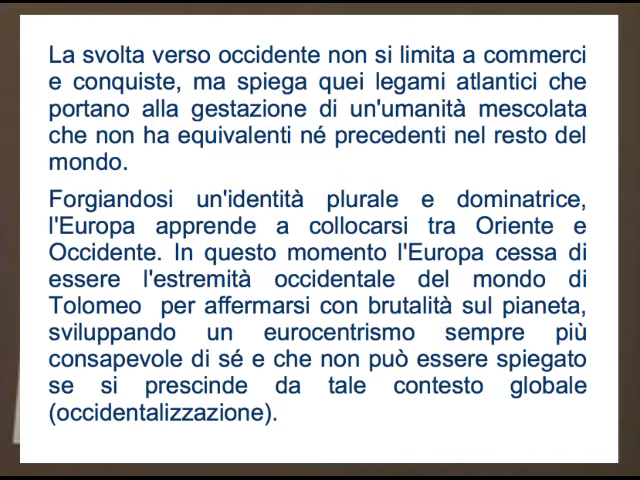 La svolta verso occidente non si limita a commerci
e conquiste, ma spiega quei legami atlantici che
portano alla gestazione di un'umanità mescolata
che non ha equivalenti né precedenti nel resto del
mondo.
Forgiandosi un'identità plurale e dominatrice,
l'Europa apprende a collocarsi tra Oriente e
Occidente. In questo momento l'Europa cessa di
essere l'estremità occidentale del mondo di
Tolomeo per affermarsi con brutalità sul pianeta,
sviluppando un eurocentrismo sempre più
consapevole di sé e che non può essere spiegato
se si prescinde da tale contesto globale
(occidentalizzazione).